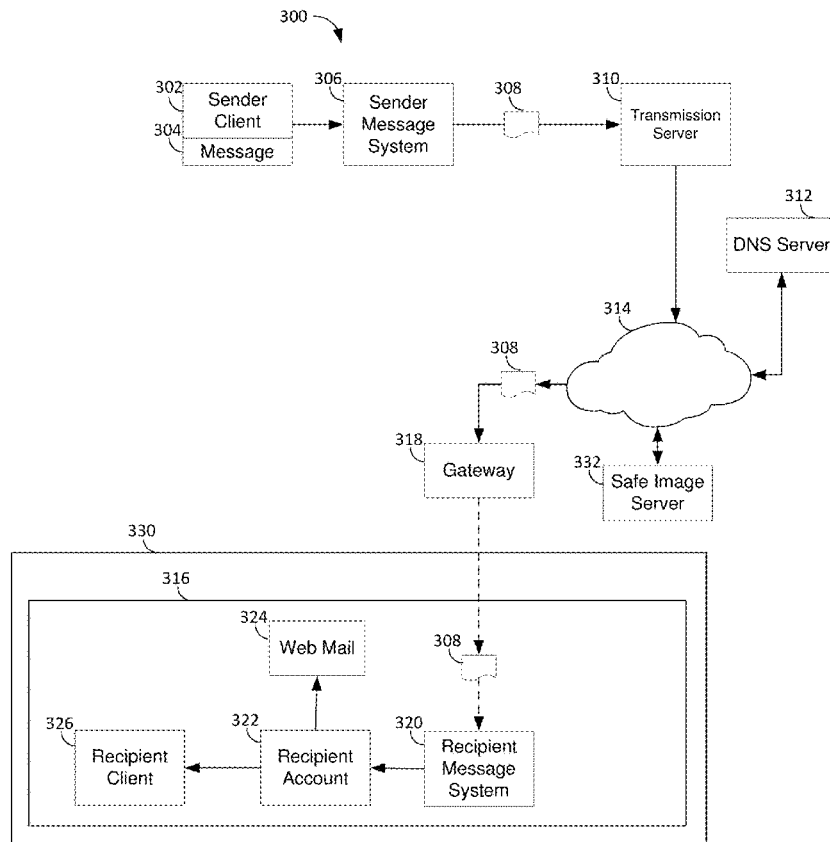 300
302
Sender
Client
304
Message
306
Sender
Message
System
308
310
Transmission
Server
312
DNS Server
314
308
318
Gateway
332
Safe Image
Server
330
316
324
Web Mail
308
326
Recipient
Client
322
Recipient
Account
320
Recipient
Message
System